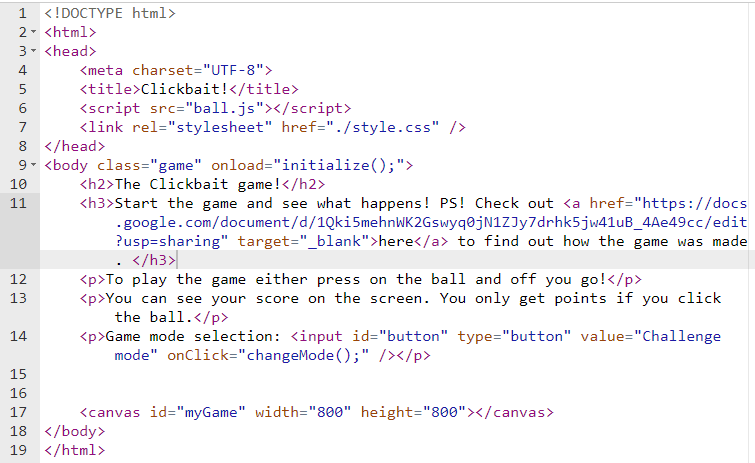 1 <!DOCTYPE html>
2 <html>
3 <head>
4 <meta charset="UTF-8">
5 <title>Clickbait!</title>
6 <script src="ball.js"></script>
7 <link rel="stylesheet" href="./style.css" />
8 </head>
9 <body class="game" onload="initialize();">
10 <h2>The Clickbait game!</h2>
11 <h3>Start the game and see what happens! PS! Check out <a href="https://docs
.google.com/document/d/1Qki5mehnWK2Gswyq0jN1ZJy7drhk5jw41uB_4Ae49cc/edit
?usp=sharing" target="_blank">here</a> to find out how the game was made
. </h3>
12 <p>To play the game either press on the ball and off you go!</p>
13 <p>You can see your score on the screen. You only get points if you click
the ball.</p>
14 <p>Game mode selection: <input id="button" type="button" value="Challenge
mode" onClick="changeMode();" /></p>
15
16
17 <canvas id="myGame" width="800" height="800"></canvas>
18 </body>
19 </html>